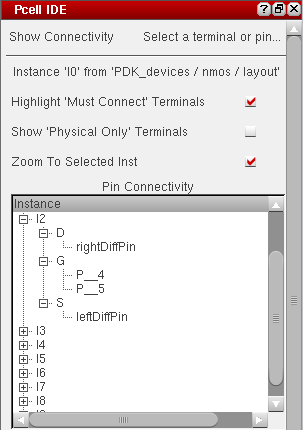 Pcell IDE
Show Connectivity Select a terminal or pin...
Instance 'I0' from 'PDK_devices / nmos / layout'
Highlight 'Must Connect' Terminals
Show 'Physical Only' Terminals
Zoom To Selected Inst
Pin Connectivity
Instance
I2
D
rightDiffPin
G
P__4
P__5
S
leftDiffPin
I3
I4
I5
I6
I7
I8